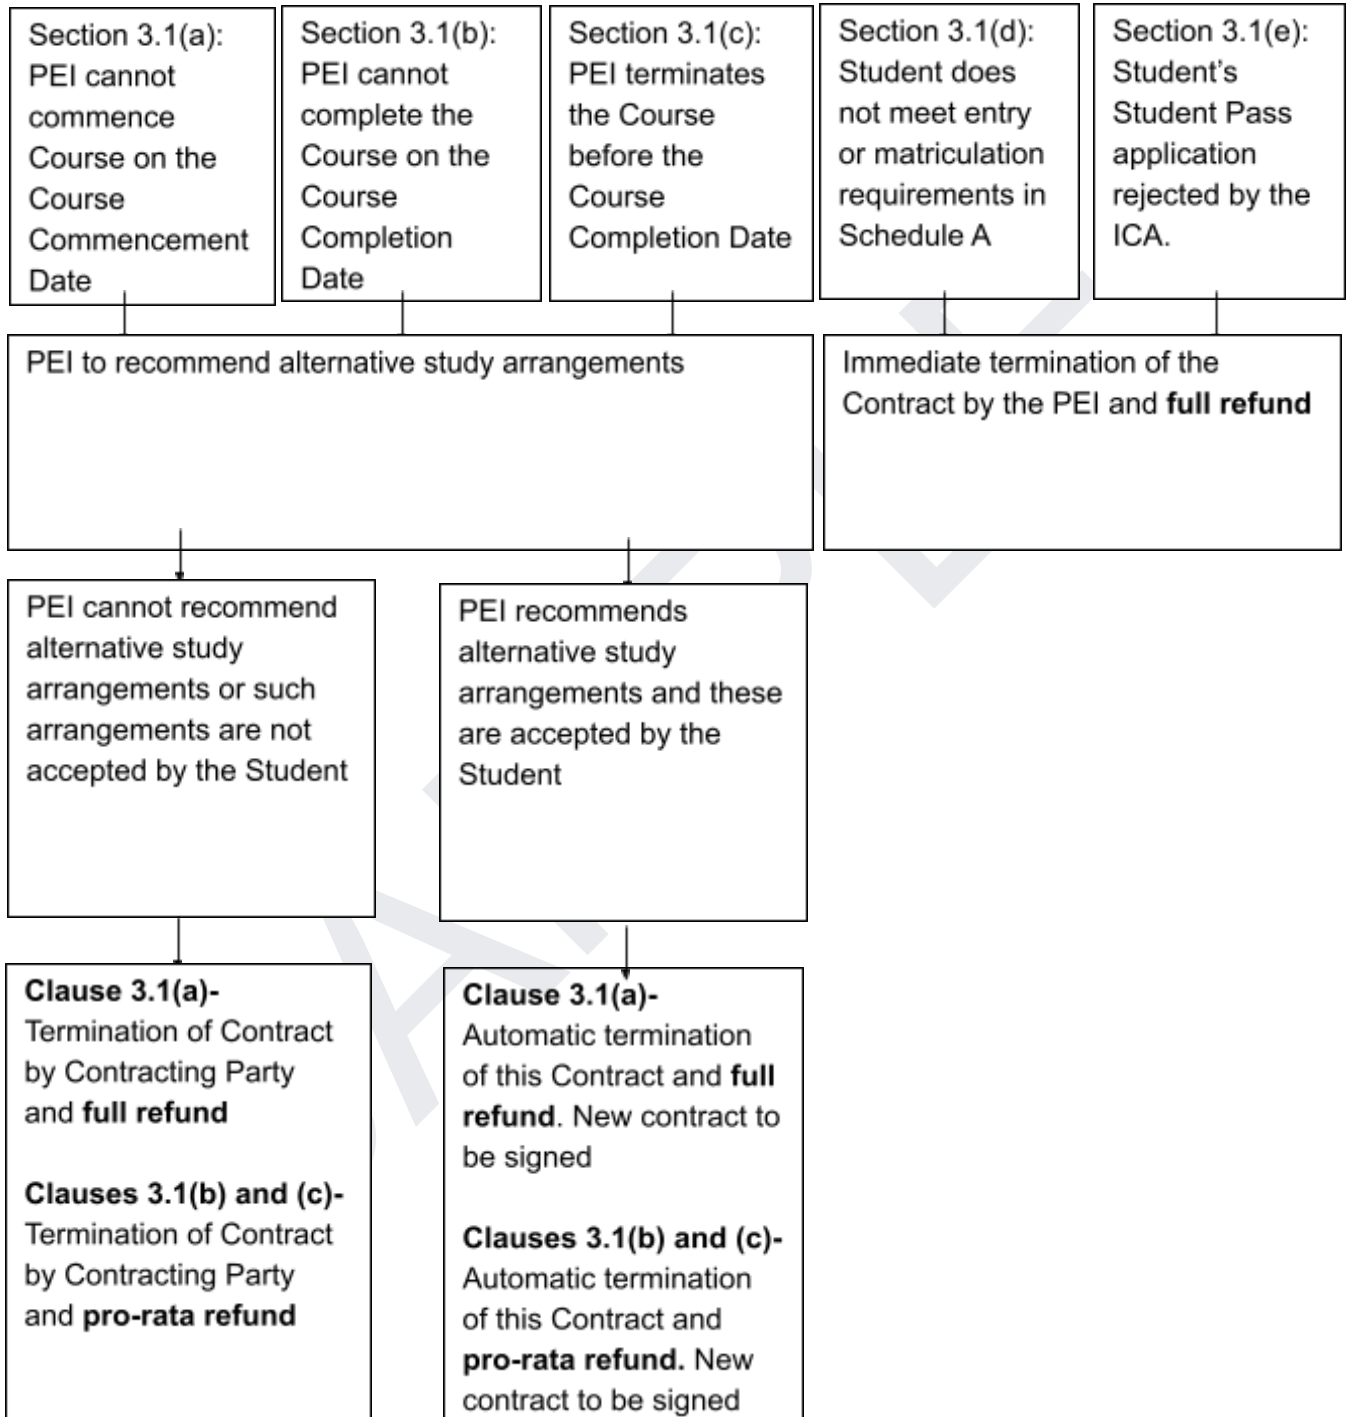 Section 3.1(a):
PEI cannot
commence
Course on the
Course
Commencement
Date
Section 3.1(b):
PEI cannot
complete the
Course on the
Course
Completion
Date
Section 3.1(c):
PEI terminates
the Course
before the
Course
Completion Date
Section 3.1(d):
Student does
not meet entry
or matriculation
requirements in
Schedule A
Section 3.1(e):
Student's
Student Pass
application
rejected by the
ICA.
PEI to recommend alternative study arrangements
Immediate termination of the
Contract by the PEI and full refund
PEI cannot recommend
alternative study
arrangements or such
arrangements are not
accepted by the Student
PEI recommends
alternative study
arrangements and these
are accepted by the
Student
Clause 3.1(a)-
Termination of Contract
by Contracting Party
and full refund
Clauses 3.1(b) and (c)-
Termination of Contract
by Contracting Party
and pro-rata refund
Clause 3.1(a)-
Automatic termination
of this Contract and full
refund. New contract to
be signed
Clauses 3.1(b) and (c)-
Automatic termination
of this Contract and
pro-rata refund. New
contract to be signed